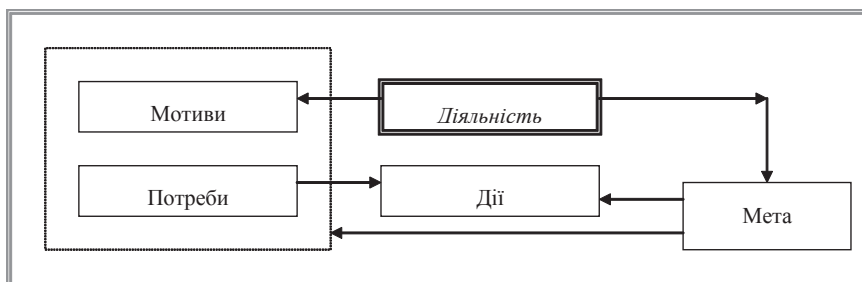 Мотиви
Діяльність
Потреби
Дії
Мета